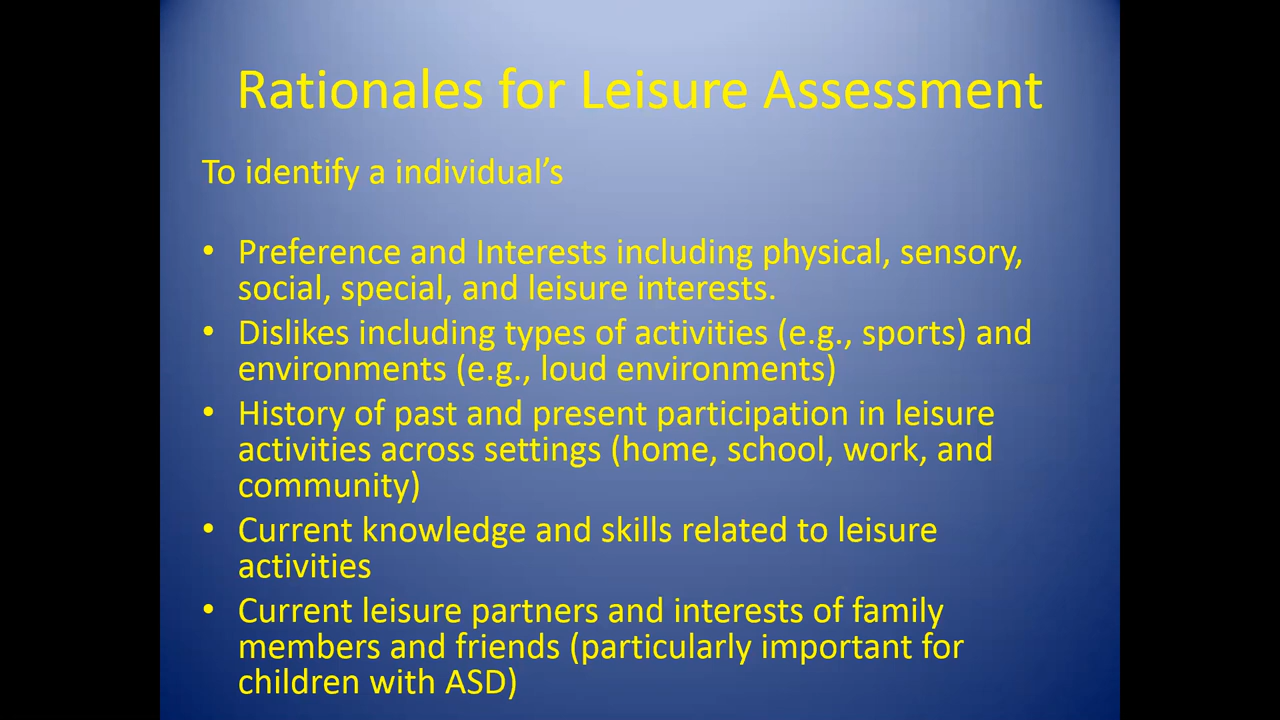 Rationales for Leisure Assessment
To identify a individual’s
• Preference and Interests including physical, sensory,
social, special, and leisure interests.
• Dislikes including types of activities (e.g., sports) and
environments (e.g., loud environments)
• History of past and present participation in leisure
activities across settings (home, school, work, and
community)
• Current knowledge and skills related to leisure
activities
• Current leisure partners and interests of family
members and friends (particularly important for
children with ASD)